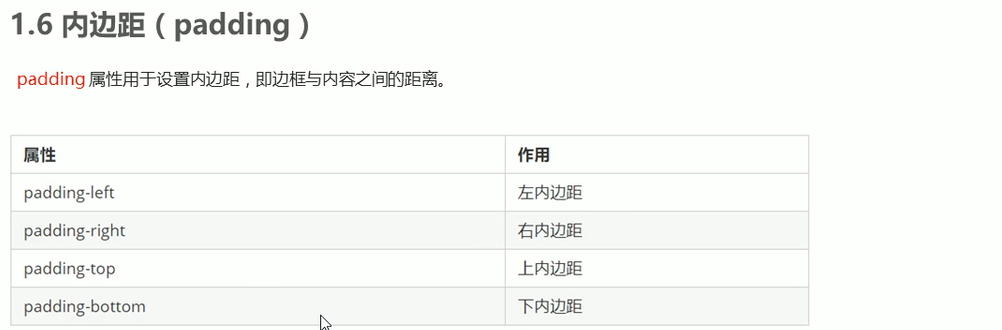 1.6 内边距（padding）
padding 属性用于设置内边距，即边框与内容之间的距离。
属性 作用
padding-left 左内边距
padding-right 右内边距
padding-top 上内边距
padding-bottom 下内边距